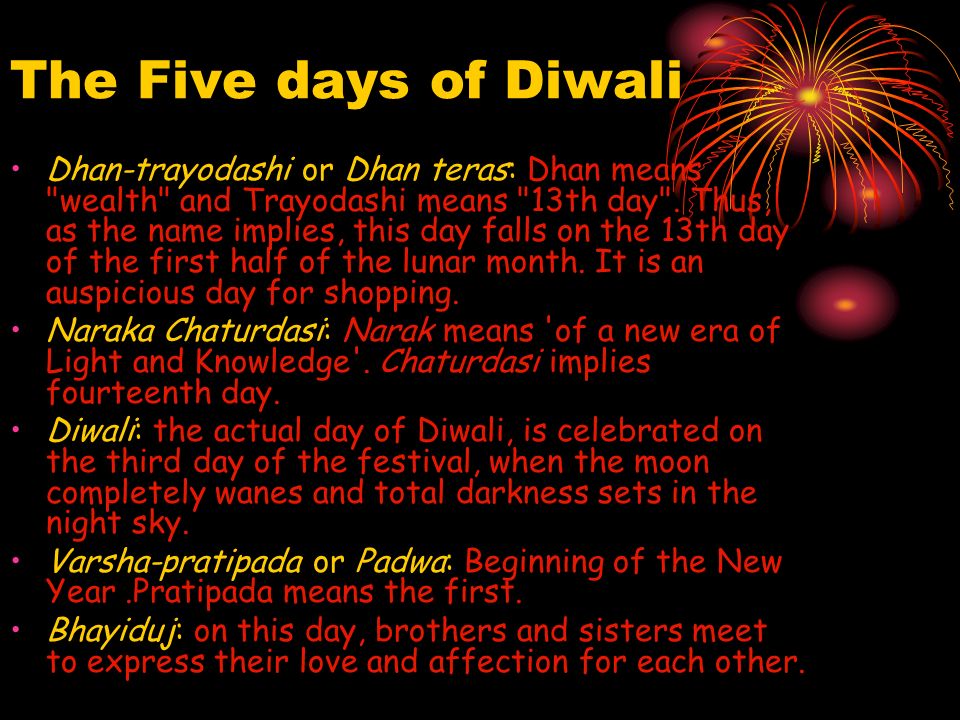 The Five days of Diwali
• Dhan-trayodashi or Dhan teras: Dhan means
"wealth" and Trayodashi means "13th day". Thus,
as the name implies, this day falls on the 13th day
of the first half of the lunar month. It is an
auspicious day for shopping.
• Naraka Chaturdasi: Narak means 'of a new era of
Light and Knowledge'. Chaturdasi implies
fourteenth day.
• Diwali: the actual day of Diwali, is celebrated on
the third day of the festival, when the moon
completely wanes and total darkness sets in the
night sky.
• Varsha-pratipada or Padwa: Beginning of the New
Year .Pratipada means the first.
• Bhayiduj: on this day, brothers and sisters meet
to express their love and affection for each other.